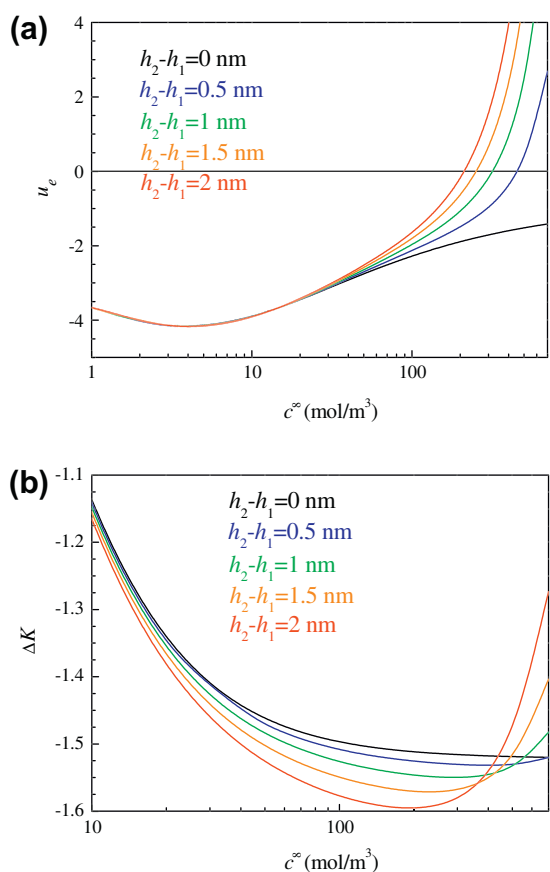 (a)
4
2
0
-2
-4
u_e
h₂-h₁=0 nm
h₂-h₁=0.5 nm
h₂-h₁=1 nm
h₂-h₁=1.5 nm
h₂-h₁=2 nm
1 10 100
c^∞(mol/m³)
(b)
-1.1
-1.2
-1.3
-1.4
-1.5
-1.6
ΔK
h₂-h₁=0 nm
h₂-h₁=0.5 nm
h₂-h₁=1 nm
h₂-h₁=1.5 nm
h₂-h₁=2 nm
10 100
c^∞(mol/m³)